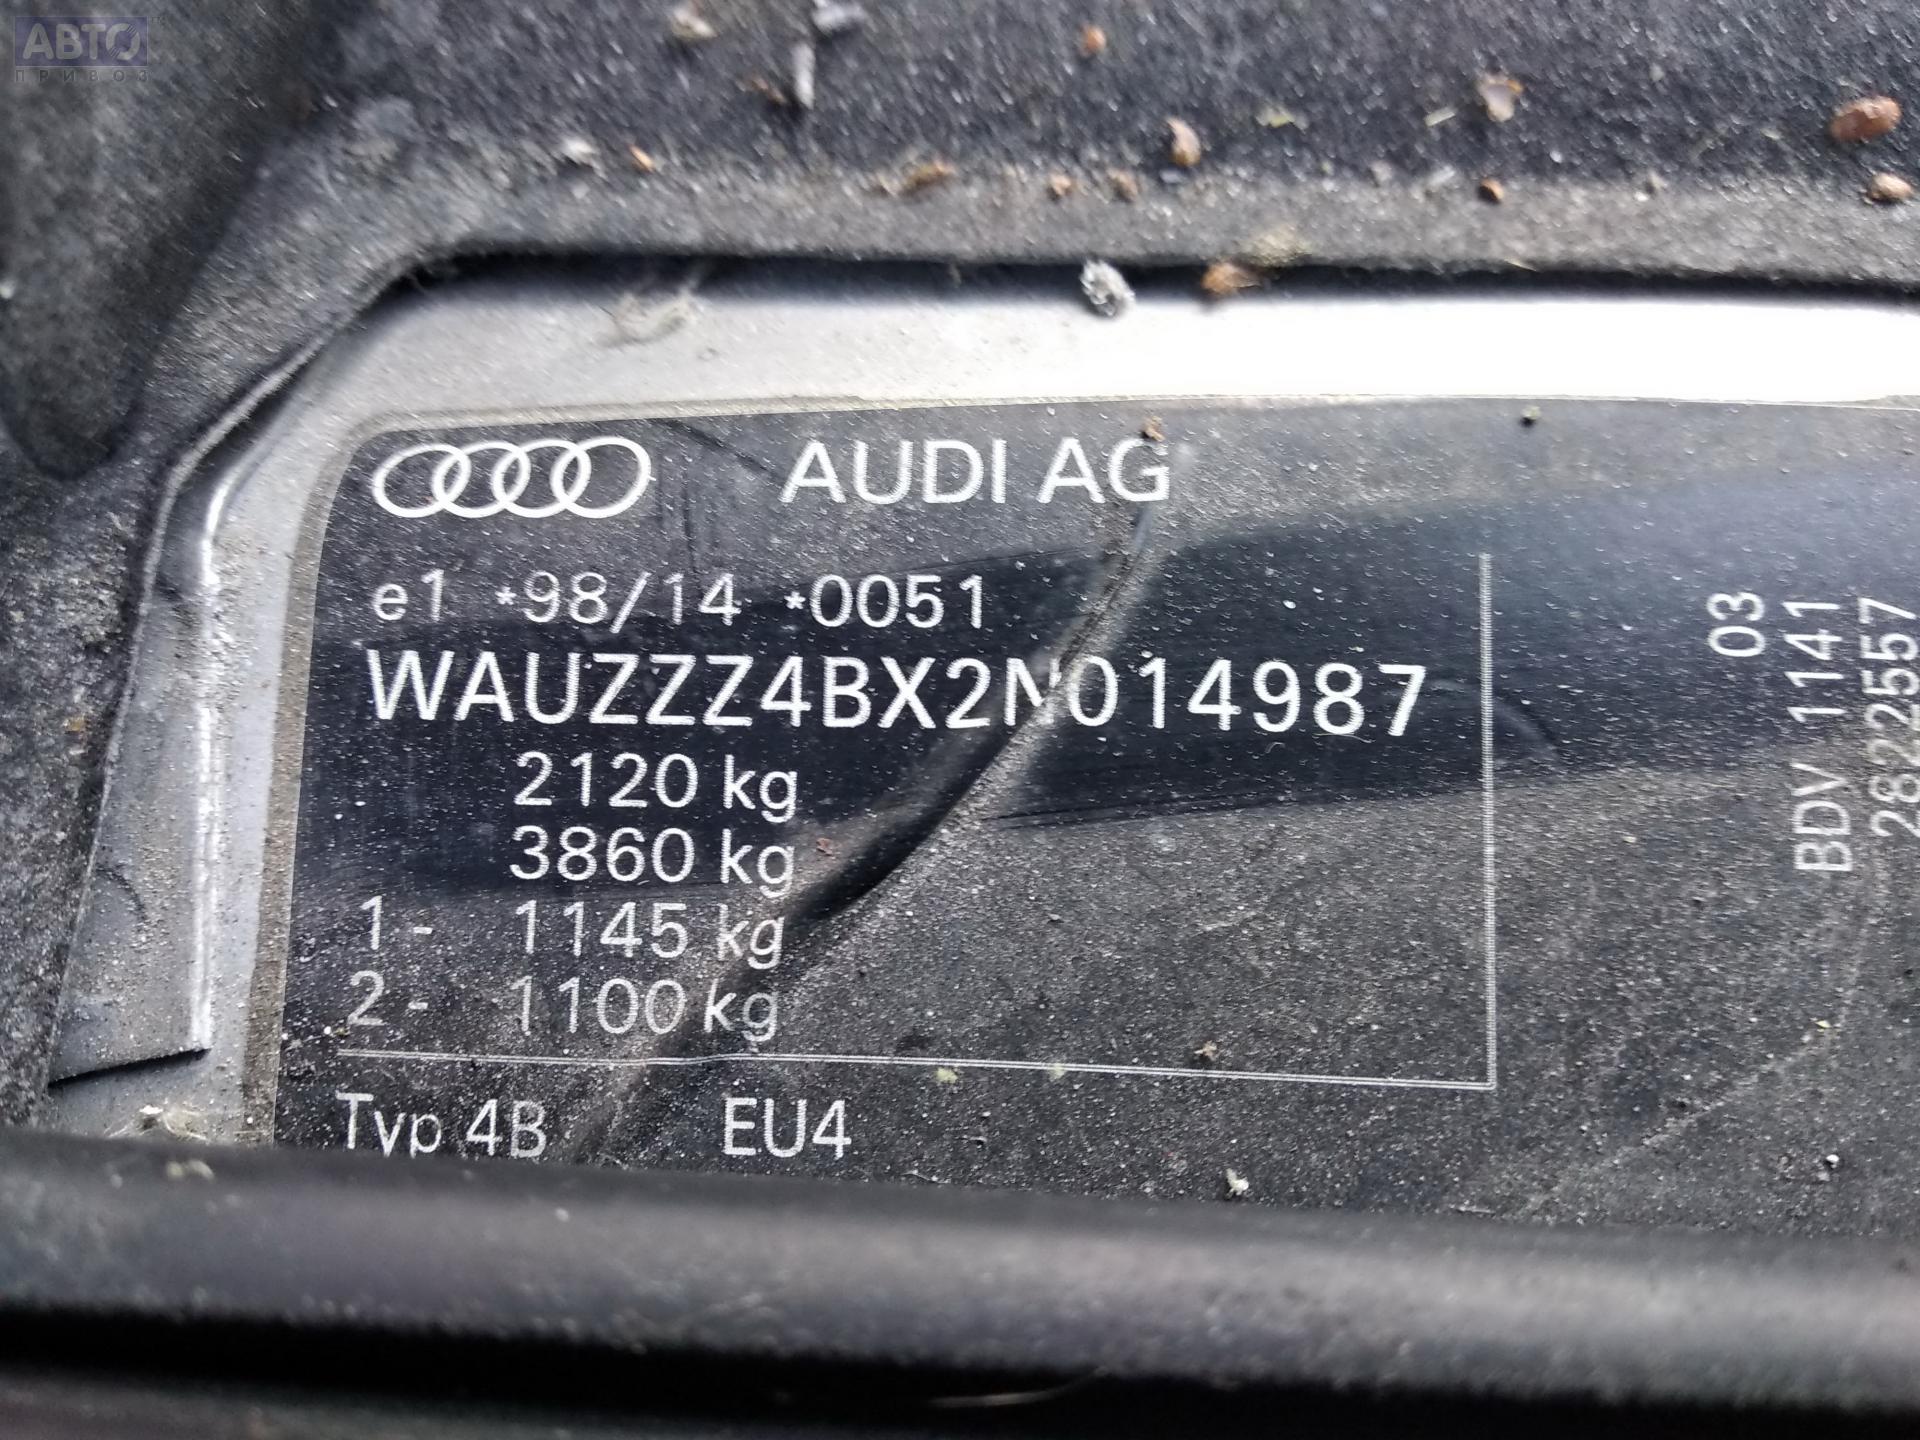 АВТО
ПРИВОЗ
AUDI AG
e1 *98/14 *0051
WAUZZZ4BX2N014987
2120 kg
3860 kg
1- 1145 kg
2- 1100 kg
Typ 4B EU4
03
BDV 1141
2822557